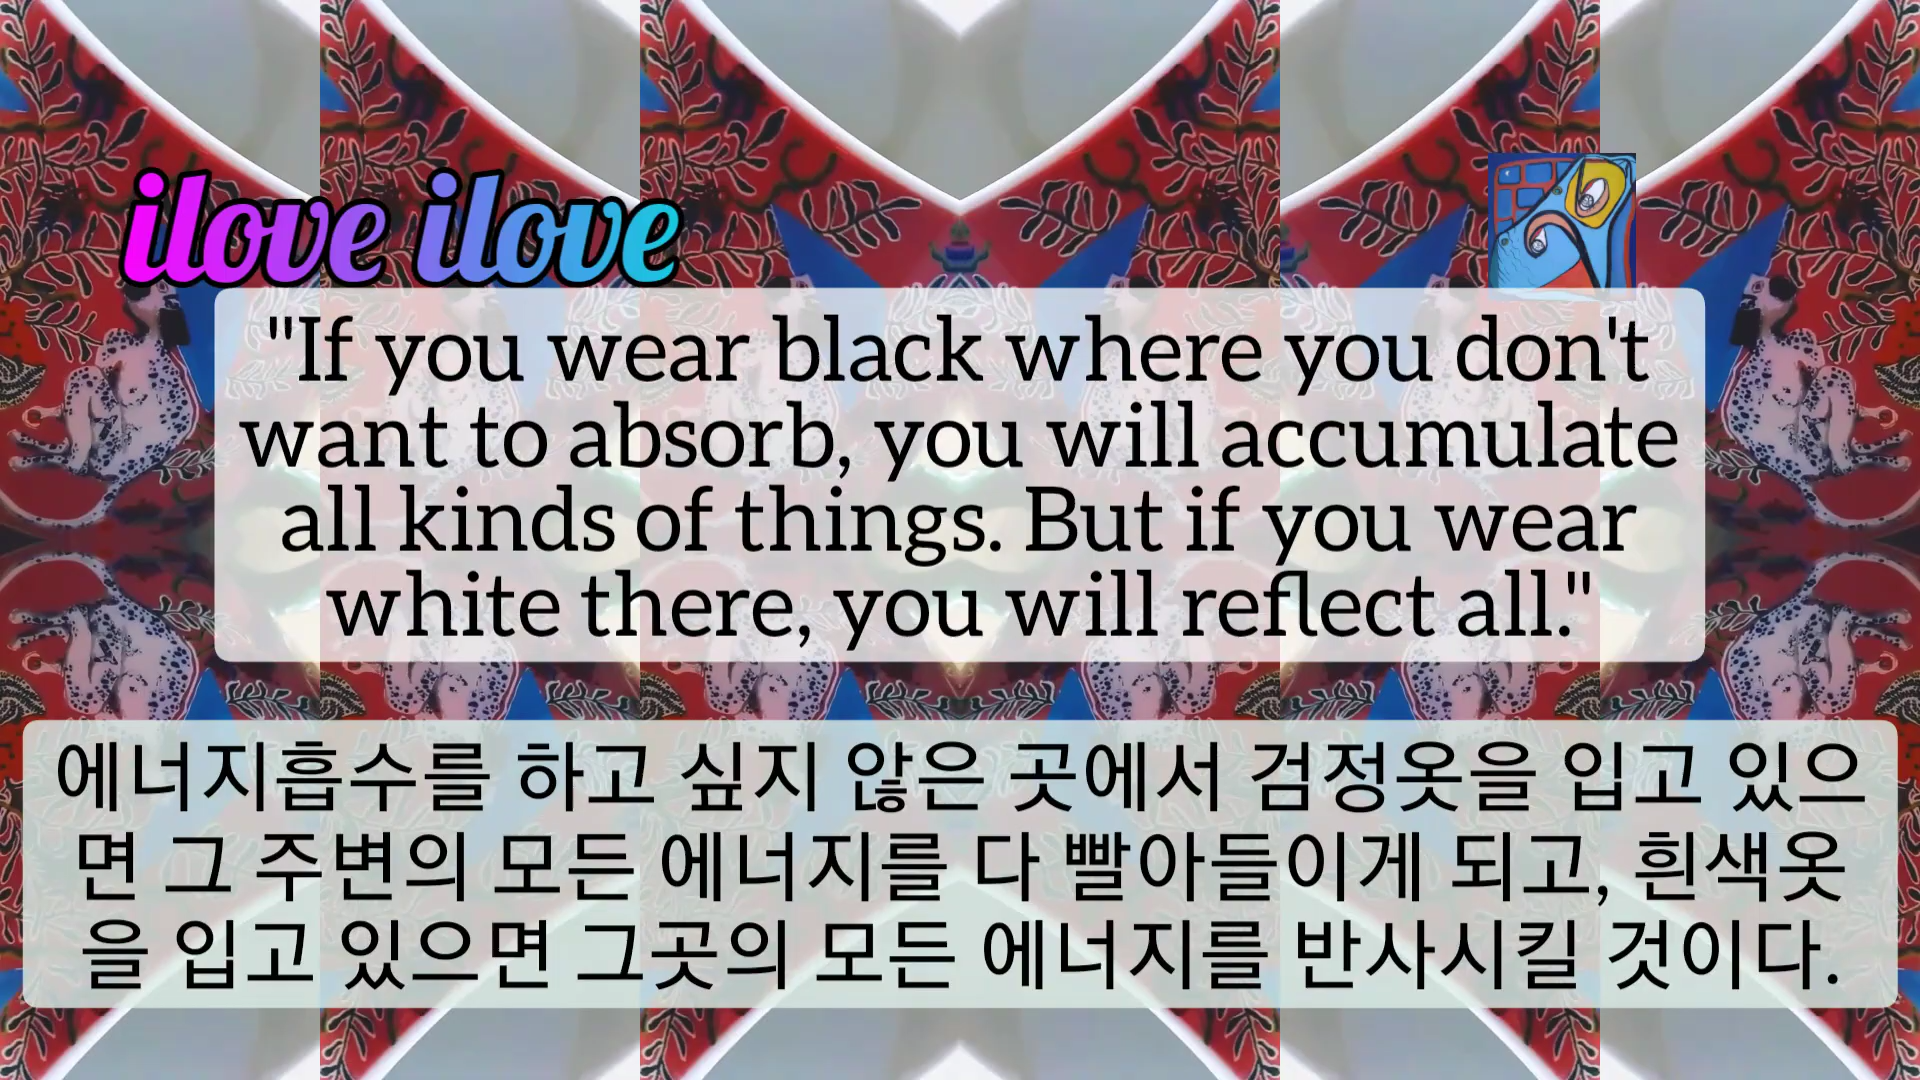 ilove ilove
"If you wear black where you don't
want to absorb, you will accumulate
all kinds of things. But if you wear
white there, you will reflect all."
에너지흡수를 하고 싶지 않은 곳에서 검정옷을 입고 있으
면 그 주변의 모든 에너지를 다 빨아들이게 되고, 흰색옷
을 입고 있으면 그곳의 모든 에너지를 반사시킬 것이다.